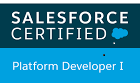 SALESFORCE
CERTIFIED
Platform Developer I